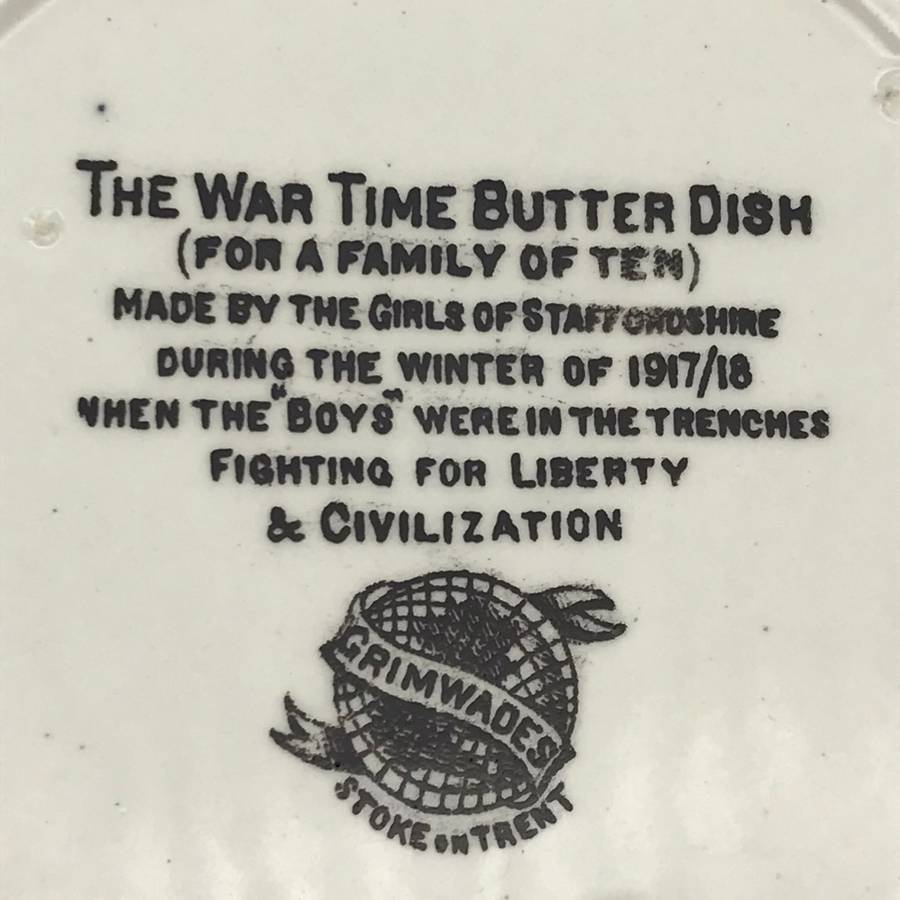 THE WAR TIME BUTTER DISH
(FOR A FAMILY OF TEN)
MADE BY THE GIRLS OF STAFFORDSHIRE
DURING THE WINTER OF 1917/18
WHEN THE "BOYS" WERE IN THE TRENCHES
FIGHTING FOR LIBERTY
& CIVILIZATION
GRIMWADES
STOKE ON TRENT